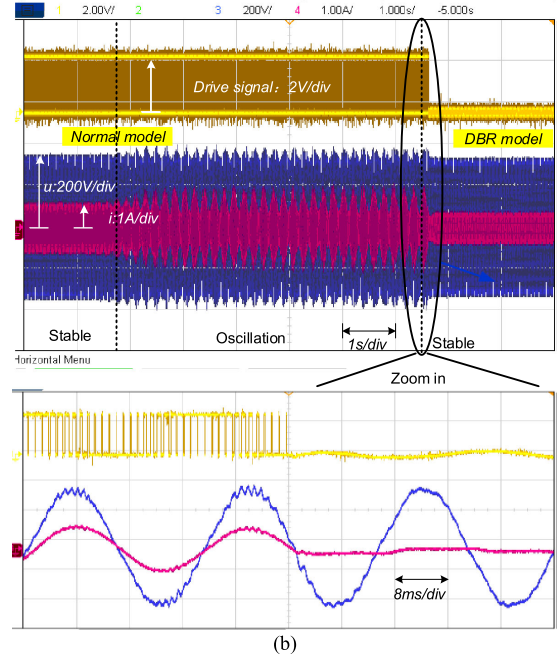 1 2.00V/ 2 3 200V/ 4 1.00A/ 1.000s/ -5.000s
Drive signal：2V/div
Normal model
DBR model
u:200V/div
i:1A/div
Stable
Oscillation
1s/div
Stable
Horizontal Menu
Zoom in
8ms/div
(b)